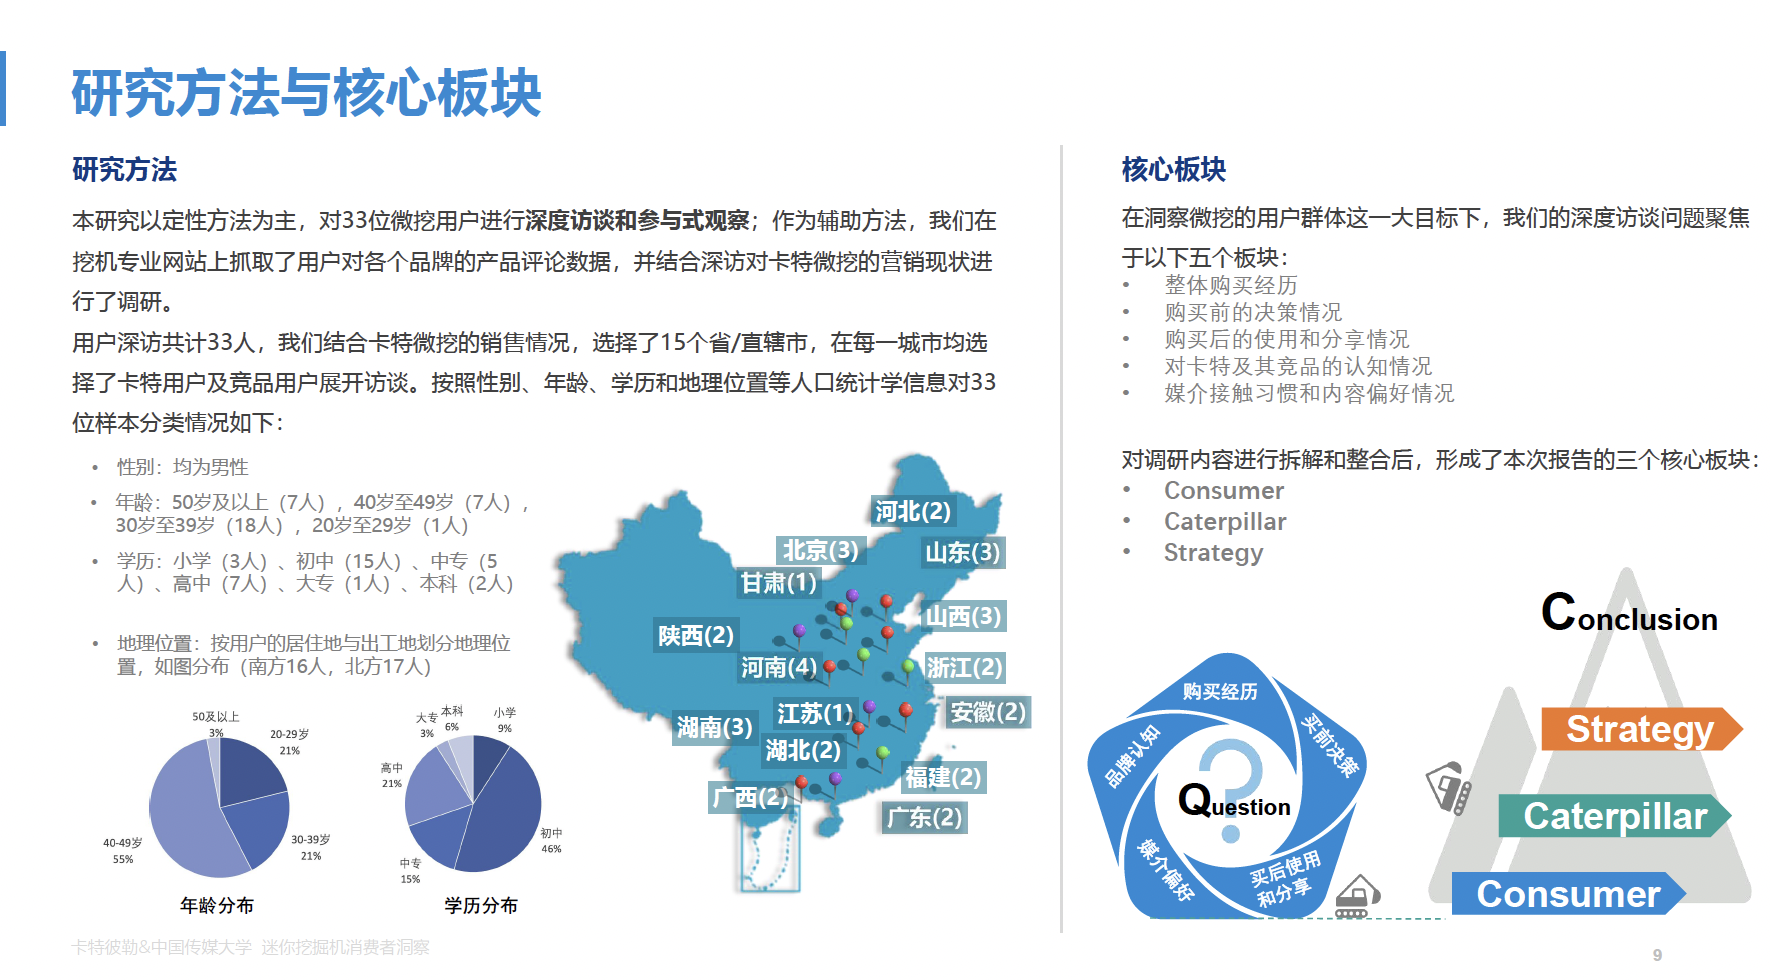 研究方法与核心板块
研究方法
本研究以定性方法为主，对33位微挖用户进行深度访谈和参与式观察；作为辅助方法，我们在
挖机专业网站上抓取了用户对各个品牌的产品评论数据，并结合深访对卡特微挖的营销现状进
行了调研。
用户深访共计33人，我们结合卡特微挖的销售情况，选择了15个省/直辖市，在每一城市均选
择了卡特用户及竞品用户展开访谈。按照性别、年龄、学历和地理位置等人口统计学信息对33
位样本分类情况如下：
• 性别：均为男性
• 年龄：50岁及以上（7人），40岁至49岁（7人），
30岁至39岁（18人），20岁至29岁（1人）
• 学历：小学（3人）、初中（15人）、中专（5
人）、高中（7人）、大专（1人）、本科（2人）
• 地理位置：按用户的居住地与出工地划分地理位
置，如图分布（南方16人，北方17人）
50及以上
3%
20-29岁
21%
30-39岁
21%
40-49岁
55%
年龄分布
小学
9%
初中
46%
中专
15%
高中
21%
大专
3%
本科
6%
学历分布
河北(2)
北京(3)
山东(3)
甘肃(1)
山西(3)
陕西(2)
河南(4)
浙江(2)
江苏(1)
安徽(2)
湖南(3)
湖北(2)
福建(2)
广西(2)
广东(2)
核心板块
在洞察微挖的用户群体这一大目标下，我们的深度访谈问题聚焦
于以下五个板块：
• 整体购买经历
• 购买前的决策情况
• 购买后的使用和分享情况
• 对卡特及其竞品的认知情况
• 媒介接触习惯和内容偏好情况
对调研内容进行拆解和整合后，形成了本次报告的三个核心板块：
• Consumer
• Caterpillar
• Strategy
购买经历
买前决策
买后使用
和分享
媒介偏好
品牌认知
?
Question
Conclusion
Strategy
Caterpillar
Consumer
卡特彼勒&中国传媒大学 迷你挖掘机消费者洞察
9